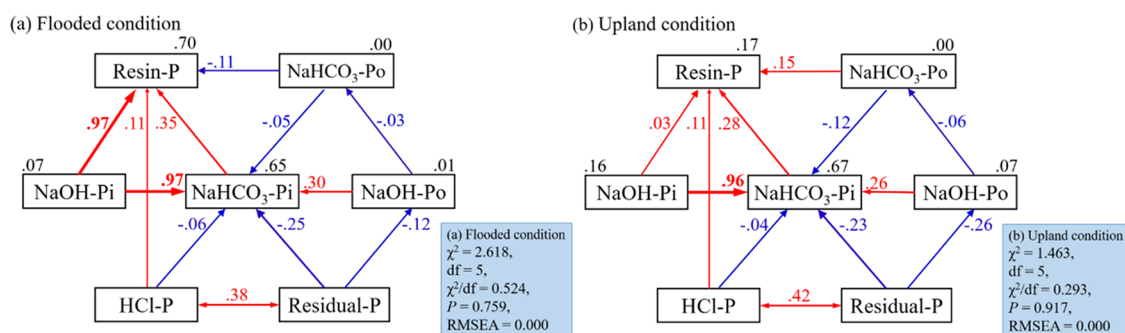 (a) Flooded condition
.70
.00
Resin-P
-.11
NaHCO₃-Po
.97
.11
.35
-.05
-.03
.07
.65
.01
NaOH-Pi
.97
NaHCO₃-Pi
.30
NaOH-Po
-.06
-.25
-.12
HCl-P
.38
Residual-P
(a) Flooded condition
χ² = 2.618,
df = 5,
χ²/df = 0.524,
P = 0.759,
RMSEA = 0.000
(b) Upland condition
.17
.00
Resin-P
.15
NaHCO₃-Po
.03
.11
.28
-.12
-.06
.16
.67
.07
NaOH-Pi
.96
NaHCO₃-Pi
.26
NaOH-Po
-.04
-.23
-.26
HCl-P
.42
Residual-P
(b) Upland condition
χ² = 1.463,
df = 5,
χ²/df = 0.293,
P = 0.917,
RMSEA = 0.000